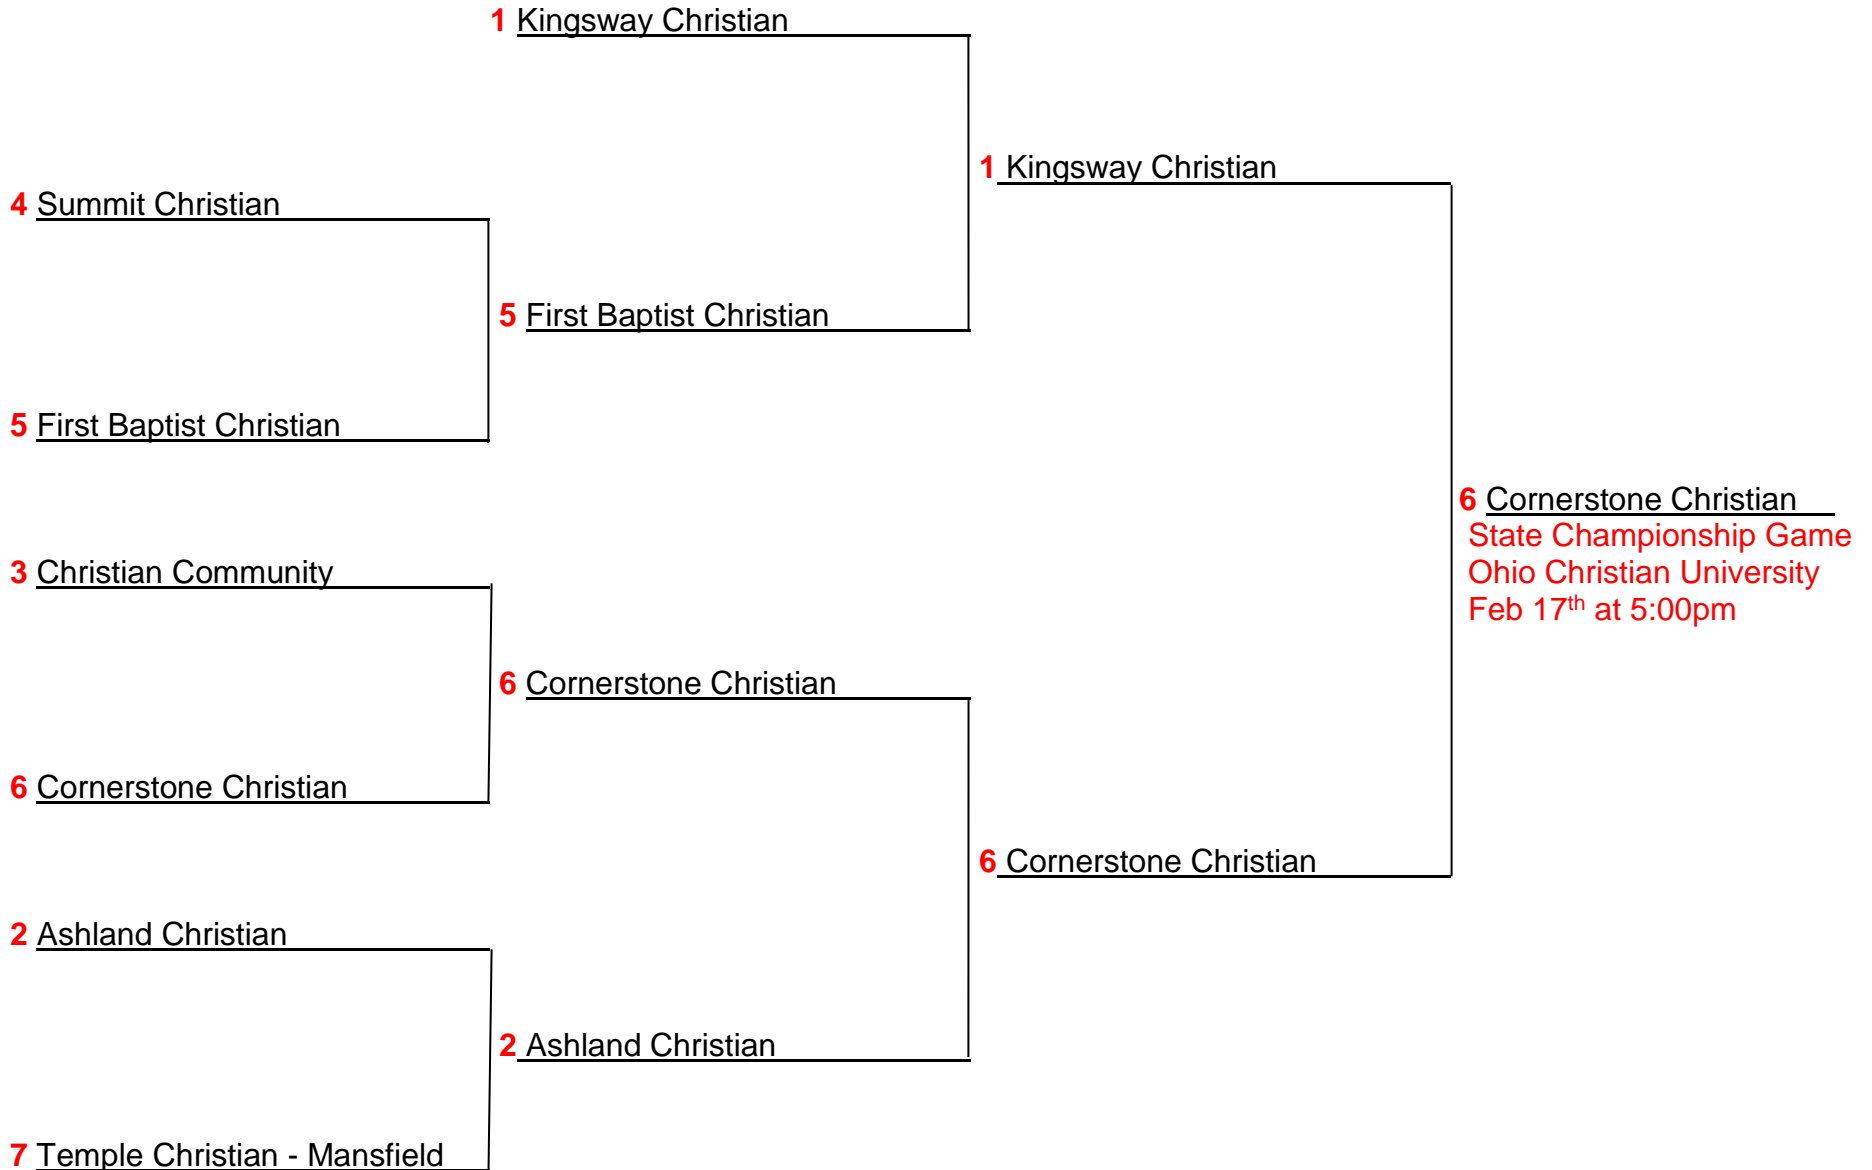 1 Kingsway Christian
1 Kingsway Christian
4 Summit Christian
5 First Baptist Christian
5 First Baptist Christian
6 Cornerstone Christian
State Championship Game
Ohio Christian University
Feb 17th at 5:00pm
3 Christian Community
6 Cornerstone Christian
6 Cornerstone Christian
6 Cornerstone Christian
2 Ashland Christian
2 Ashland Christian
7 Temple Christian - Mansfield